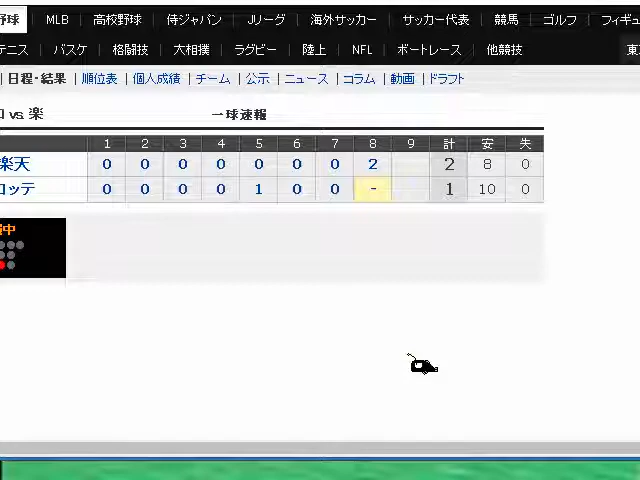 野球 MLB 高校野球 侍ジャパン Jリーグ 海外サッカー サッカー代表 競馬 ゴルフ フィギュ
テニス バスケ 格闘技 大相撲 ラグビー 陸上 NFL ボートレース 他競技 東
日程・結果 順位表 個人成績 チーム 公示 ニュース コラム 動画 ドラフト
ロ vs. 楽 一球速報
1 2 3 4 5 6 7 8 9 計 安 失
楽天 0 0 0 0 0 0 0 2 2 8 0
ロッテ 0 0 0 0 1 0 0 - 1 10 0
中